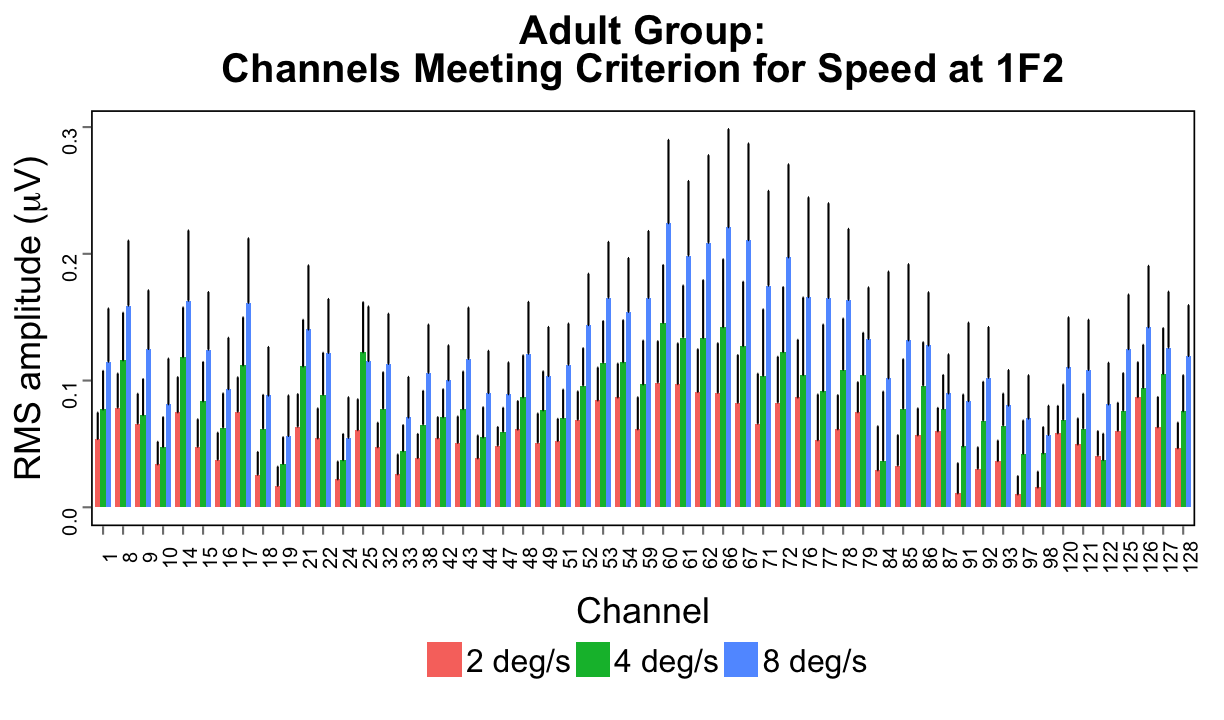 Adult Group:
Channels Meeting Criterion for Speed at 1F2
RMS amplitude (μV)
0.3
0.2
0.1
0.0
1 8 9 10 14 15 16 17 18 19 21 22 24 25 32 33 38 42 43 44 47 48 49 51 52 53 54 59 60 61 62 66 67 71 72 76 77 78 79 84 85 86 87 91 92 93 97 98 120 121 122 125 126 127 128
Channel
2 deg/s 4 deg/s 8 deg/s